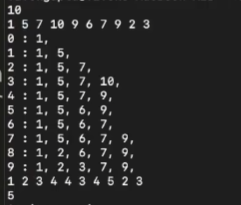 10
1 5 7 10 9 6 7 9 2 3
0 : 1,
1 : 1, 5,
2 : 1, 5, 7,
3 : 1, 5, 7, 10,
4 : 1, 5, 7, 9,
5 : 1, 5, 6, 9,
6 : 1, 5, 6, 7,
7 : 1, 5, 6, 7, 9,
8 : 1, 2, 6, 7, 9,
9 : 1, 2, 3, 7, 9,
1 2 3 4 4 3 4 5 2 3
5